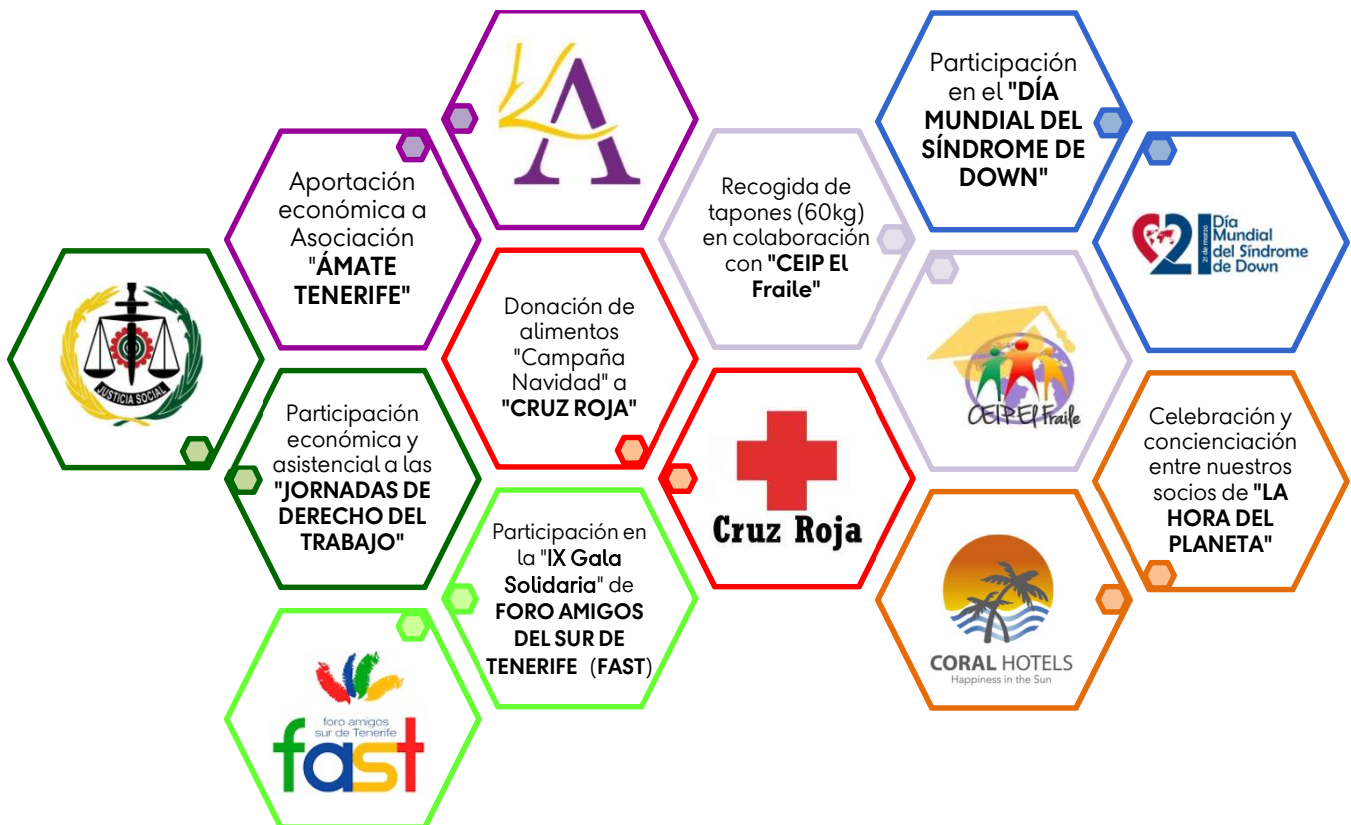 Participación
en el "DÍA
MUNDIAL DEL
SÍNDROME DE
DOWN"
Aportación
económica a
Asociación
"ÁMATE
TENERIFE"
Recogida de
tapones (60kg)
en colaboración
con "CEIP El
Fraile"
21 de marzo
Día
Mundial
del Síndrome
de Down
Donación de
alimentos
"Campaña
Navidad" a
"CRUZ ROJA"
JUSTICIA SOCIAL
CEIP El Fraile
Participación
económica y
asistencial a las
"JORNADAS DE
DERECHO DEL
TRABAJO"
Cruz Roja
Celebración y
concienciación
entre nuestros
socios de "LA
HORA DEL
PLANETA"
Participación en
la "IX Gala
Solidaria" de
FORO AMIGOS
DEL SUR DE
TENERIFE (FAST)
CORAL HOTELS
Happiness in the Sun
foro amigos
sur de Tenerife
fast